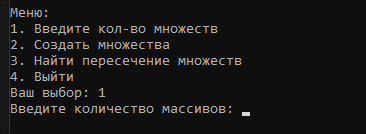 Меню:
1. Введите кол-во множеств
2. Создать множества
3. Найти пересечение множеств
4. Выйти
Ваш выбор: 1
Введите количество массивов: